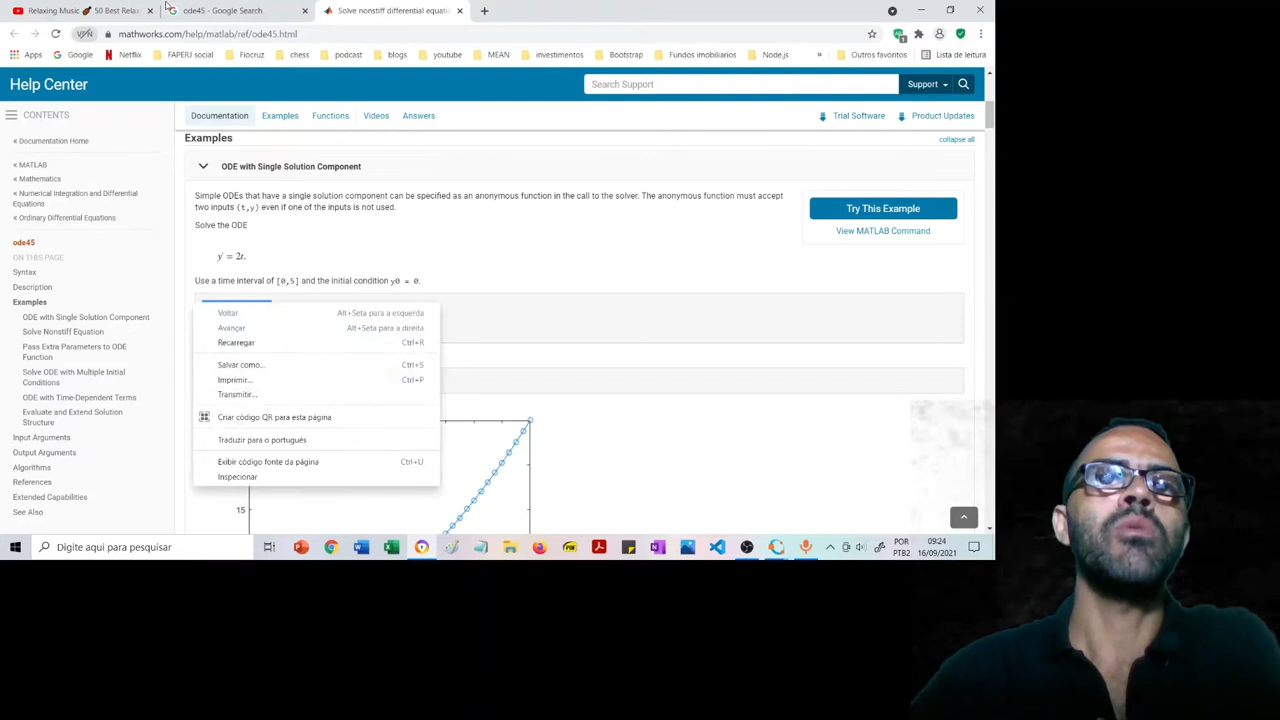 Relaxing Music 50 Best Relax
ode45 - Google Search
Solve nonstiff differential equatio
VPN
mathworks.com/help/matlab/ref/ode45.html
Apps
Google
Netflix
FAPERJ social
Fiocruz
chess
podcast
blogs
youtube
MEAN
investimentos
Bootstrap
Fundos imobiliarios
Node.js
»
Outros favoritos
Lista de leitura
Help Center
Search Support
Support
CONTENTS
Documentation
Examples
Functions
Videos
Answers
Trial Software
Product Updates
« Documentation Home
« MATLAB
« Mathematics
« Numerical Integration and Differential
Equations
« Ordinary Differential Equations
ode45
ON THIS PAGE
Syntax
Description
Examples
ODE with Single Solution Component
Solve Nonstiff Equation
Pass Extra Parameters to ODE
Function
Solve ODE with Multiple Initial
Conditions
ODE with Time-Dependent Terms
Evaluate and Extend Solution
Structure
Input Arguments
Output Arguments
Algorithms
References
Extended Capabilities
See Also
Examples
collapse all
ODE with Single Solution Component
Simple ODEs that have a single solution component can be specified as an anonymous function in the call to the solver. The anonymous function must accept
two inputs (t,y) even if one of the inputs is not used.
Try This Example
View MATLAB Command
Solve the ODE
y′ = 2t.
Use a time interval of [0,5] and the initial condition y0 = 0.
Voltar Alt+Seta para a esquerda
Avançar Alt+Seta para a direita
Recarregar Ctrl+R
Salvar como... Ctrl+S
Imprimir... Ctrl+P
Transmitir...
Criar código QR para esta página
Traduzir para o português
Exibir código fonte da página Ctrl+U
Inspecionar
15
Digite aqui para pesquisar
POR
PTB2
09:24
16/09/2021